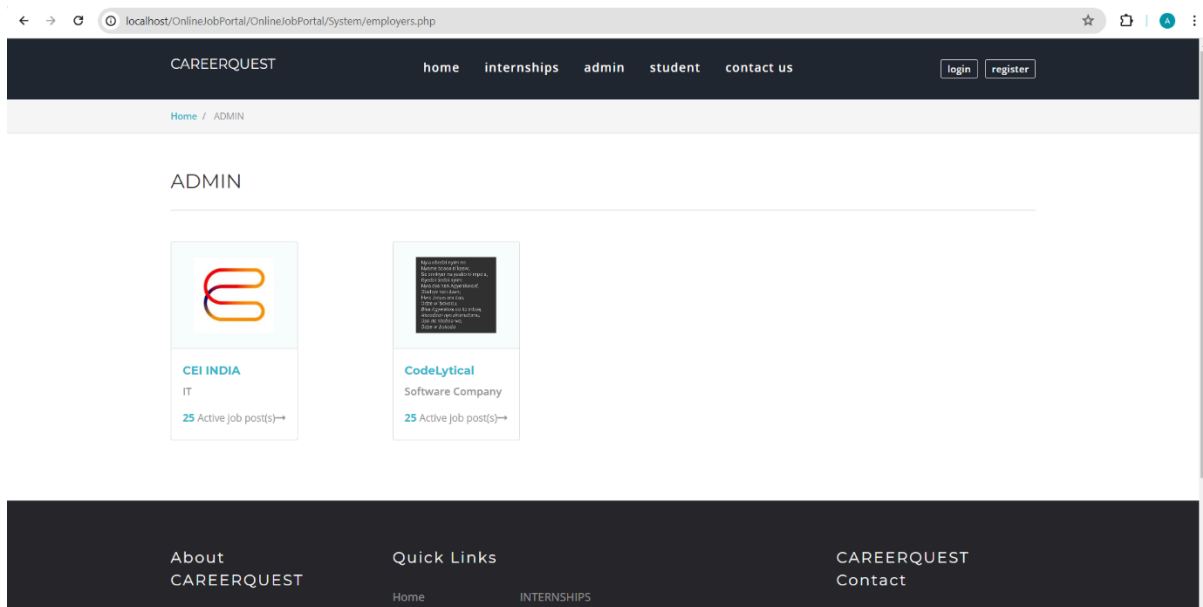 localhost/OnlineJobPortal/OnlineJobPortal/System/employers.php
A
CAREERQUEST
home internships admin student contact us
login register
Home / ADMIN
ADMIN
CEI INDIA
IT
25 Active job post(s)→
CodeLytical
Software Company
25 Active job post(s)→
About
CAREERQUEST
Quick Links
Home INTERNSHIPS
CAREERQUEST
Contact